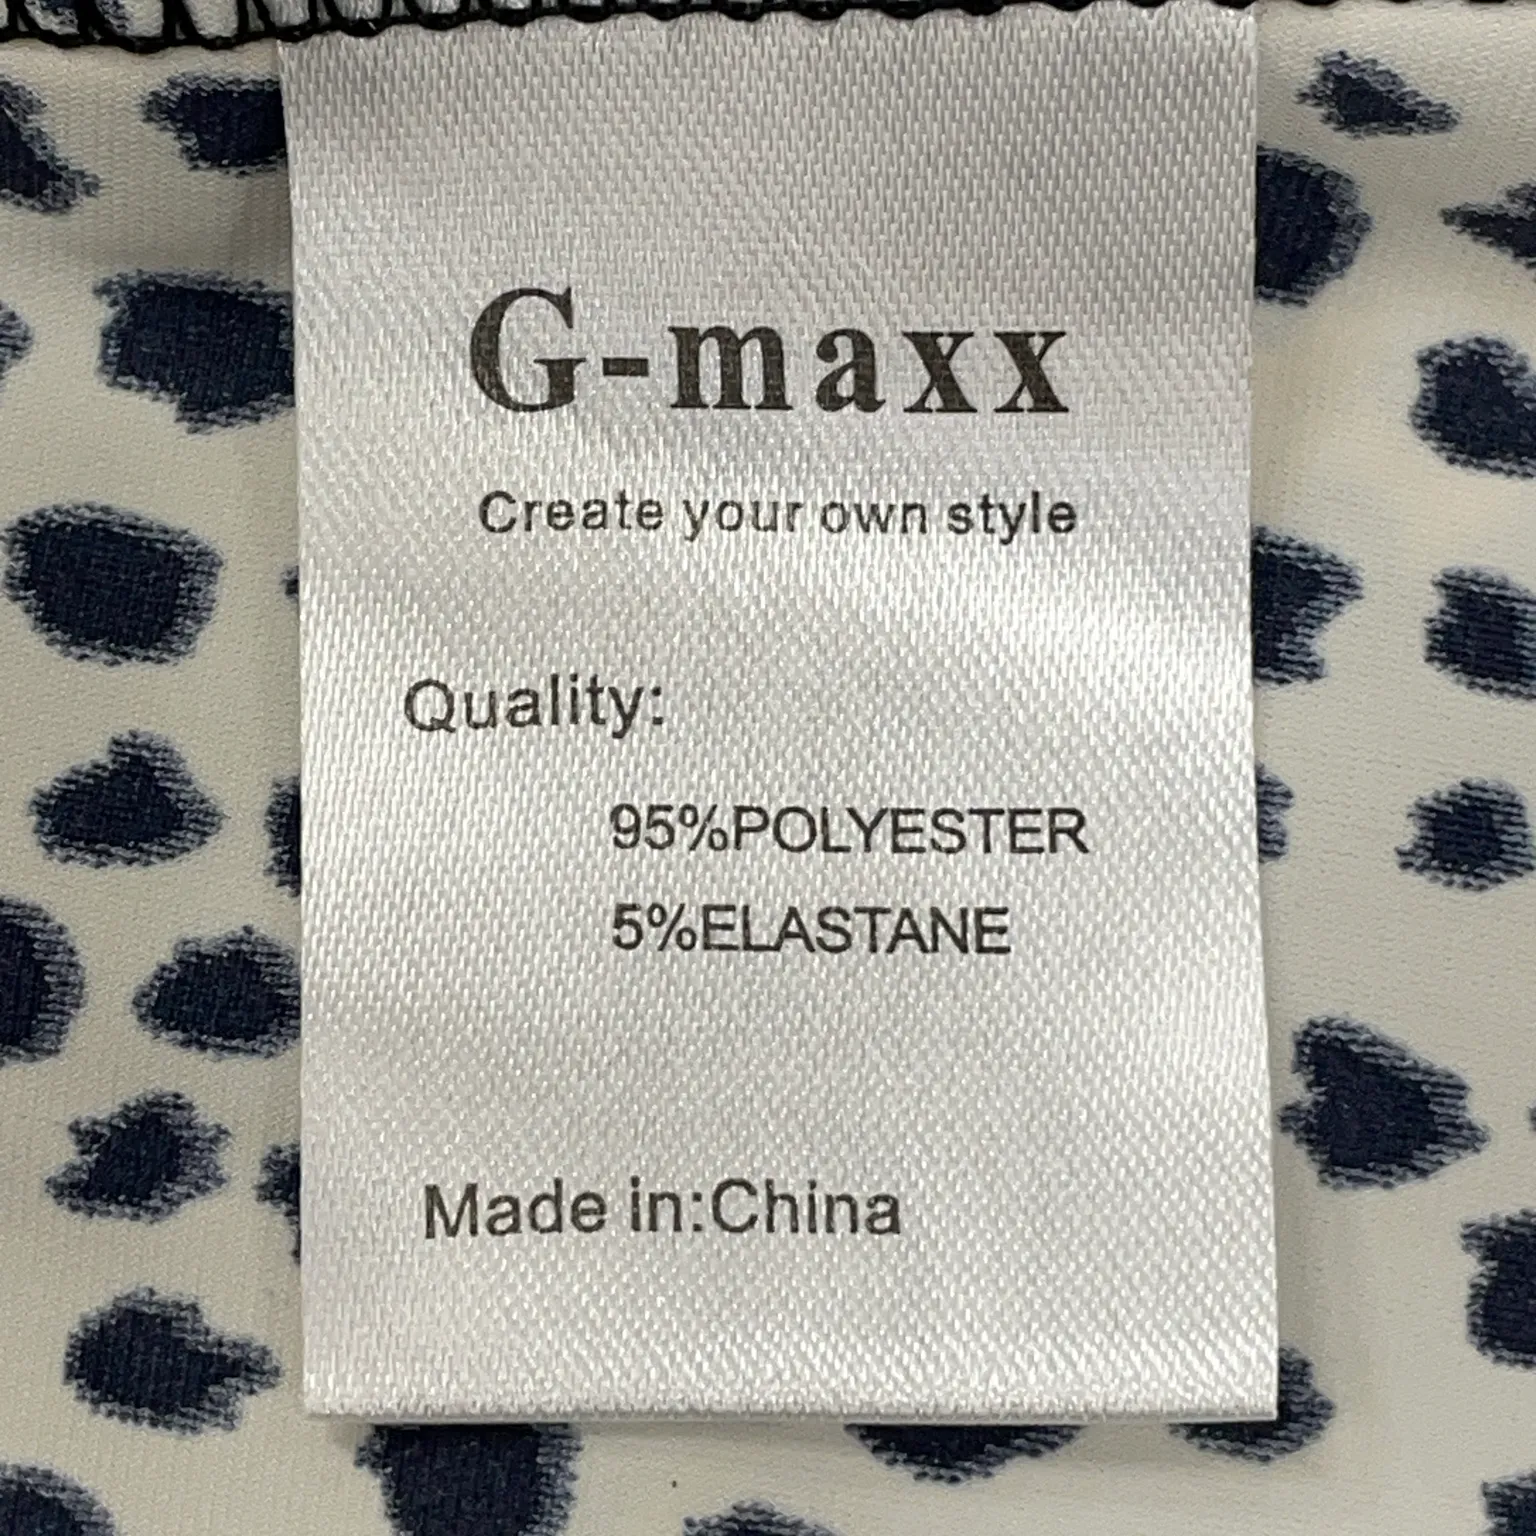 G-maxx
Create your own style
Quality:
95%POLYESTER
5%ELASTANE
Made in:China